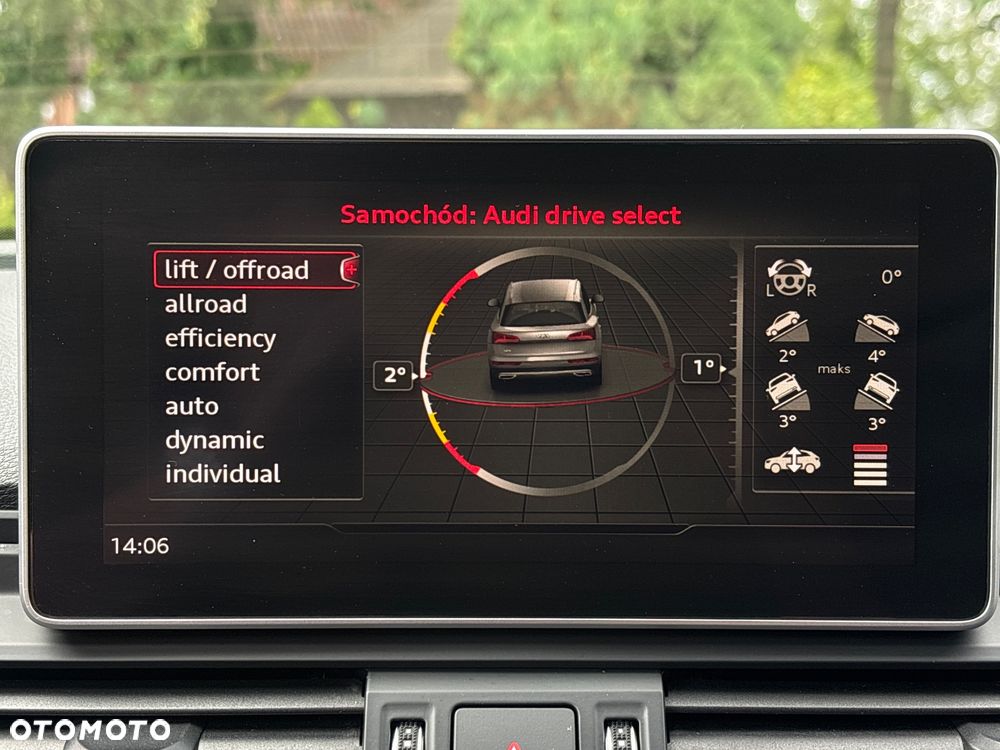 Samochód: Audi drive select
lift / offroad
allroad
efficiency
comfort
auto
dynamic
individual
2°
1°
L R 0°
2° maks 4°
3° 3°
14:06
OTOMOTO